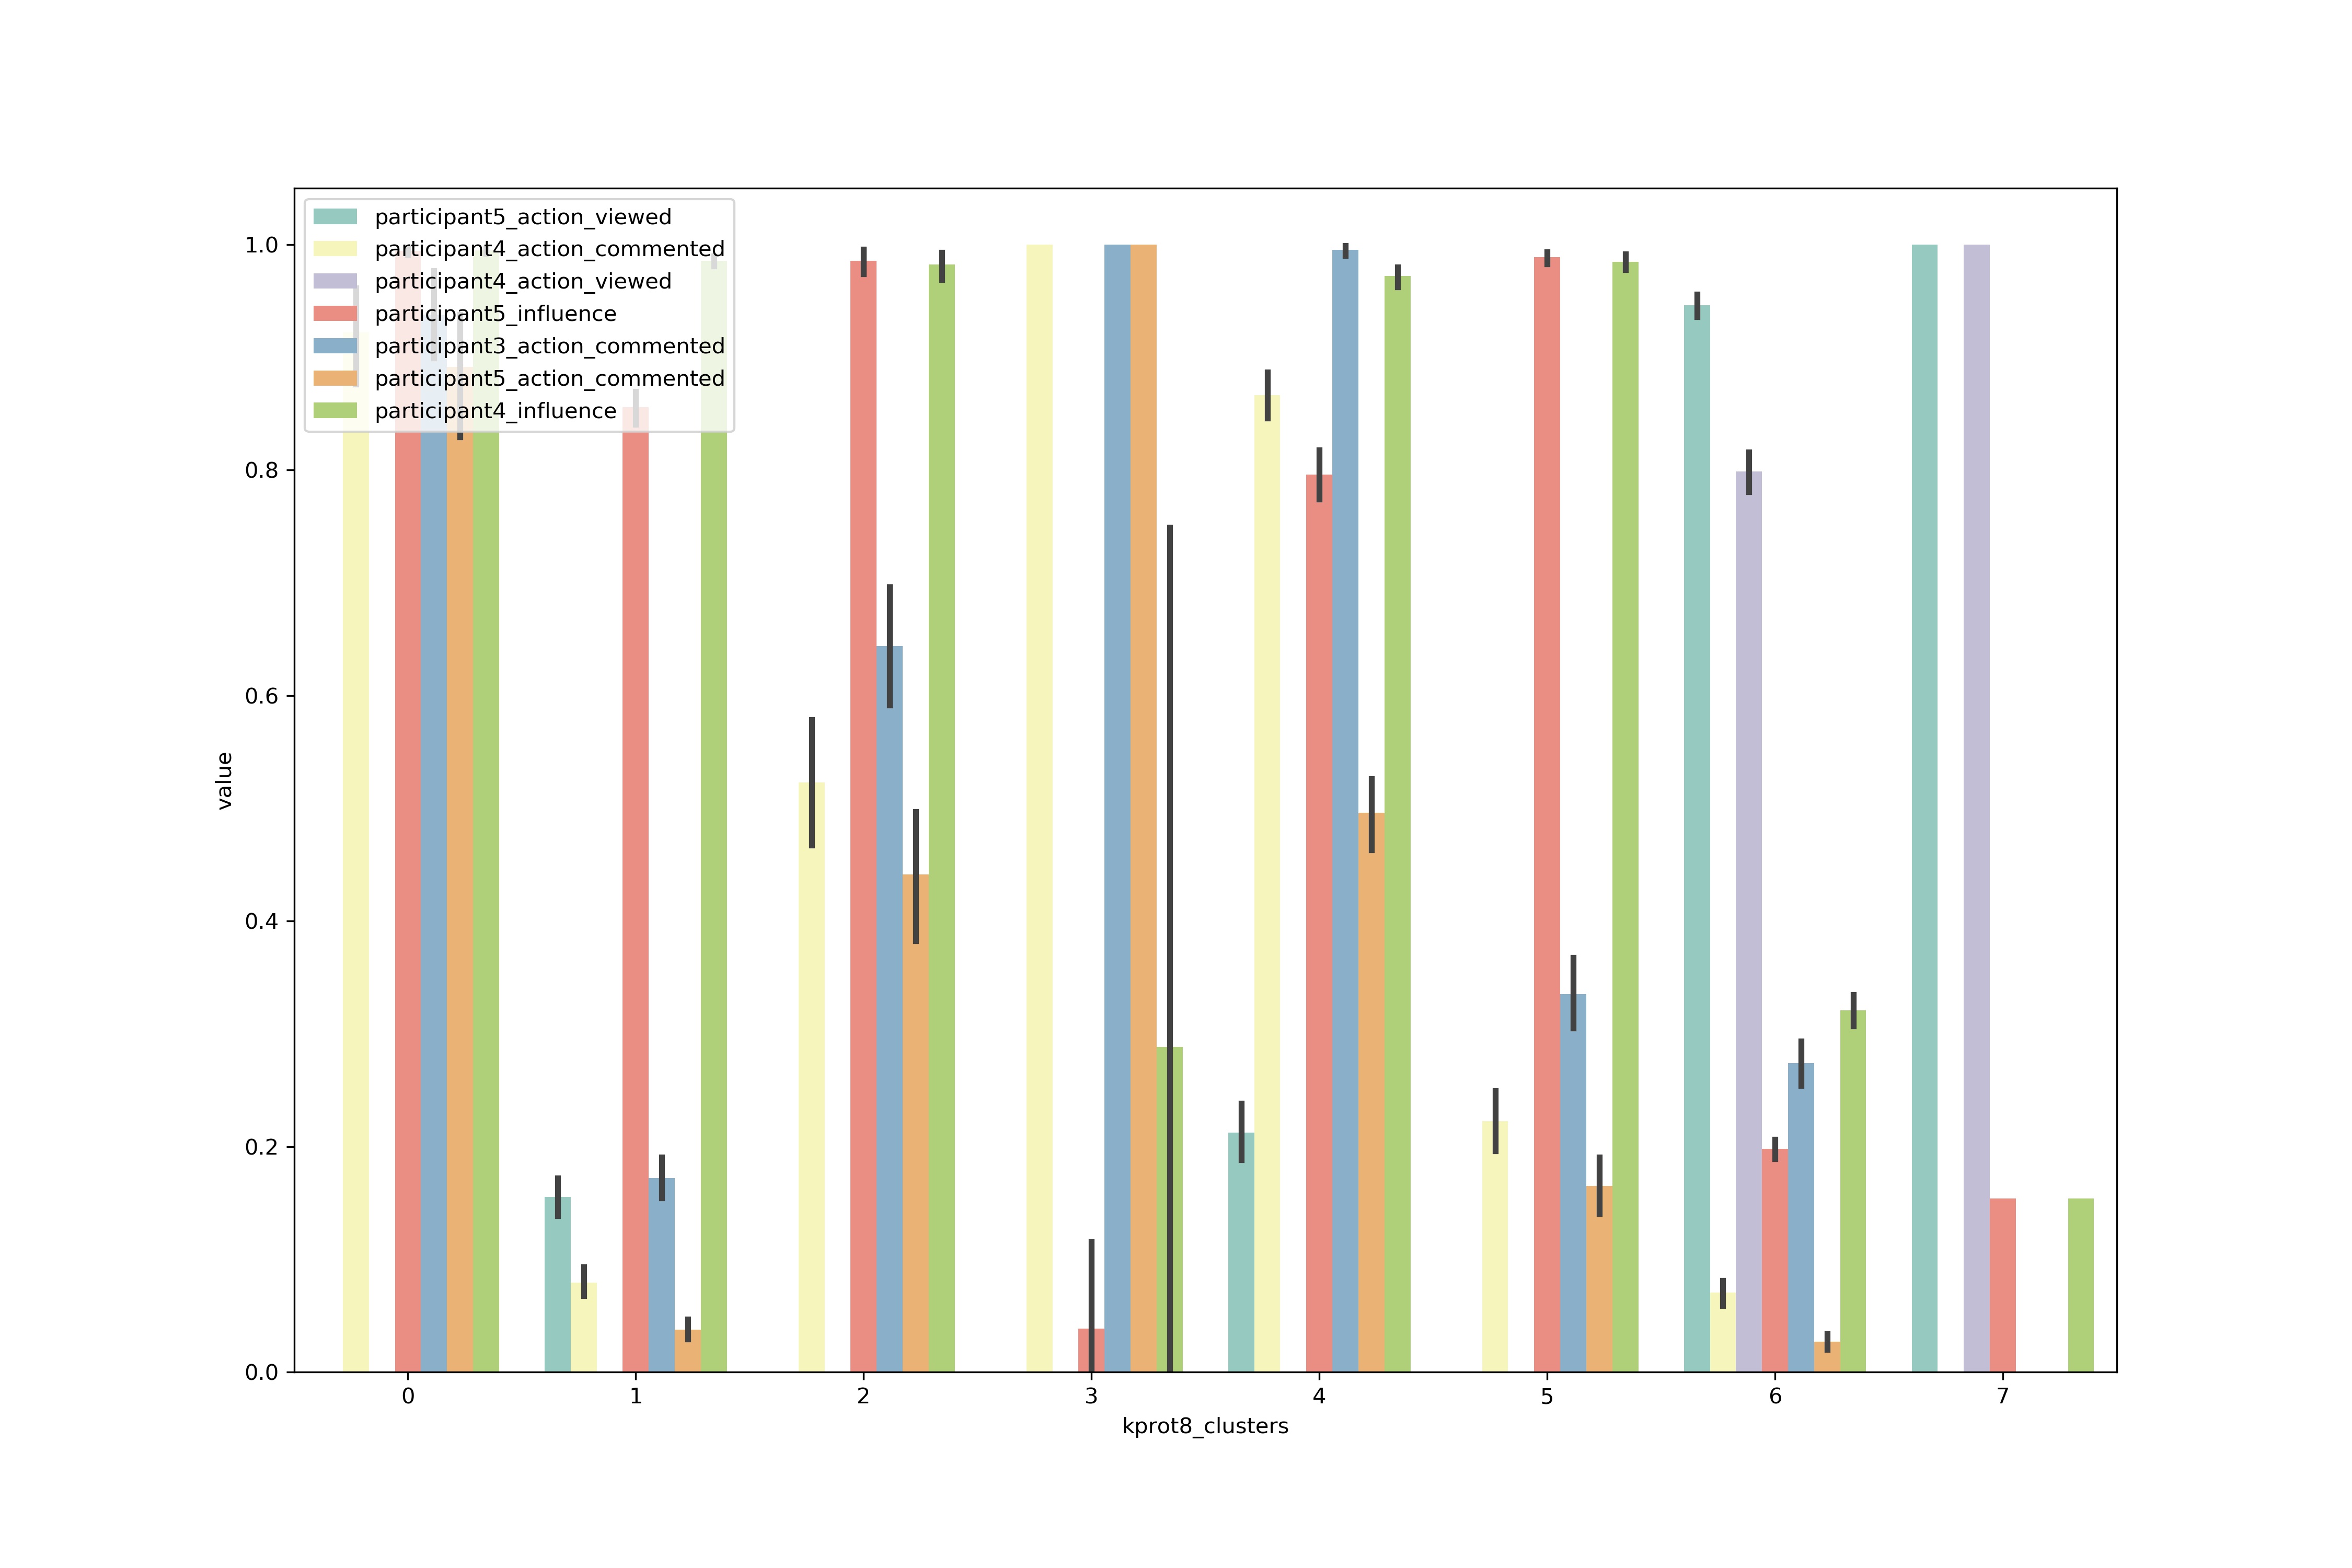 participant5_action_viewed
participant4_action_commented
participant4_action_viewed
participant5_influence
participant3_action_commented
participant5_action_commented
participant4_influence
1.0
0.8
0.6
0.4
0.2
0.0
value
0 1 2 3 4 5 6 7
kprot8_clusters